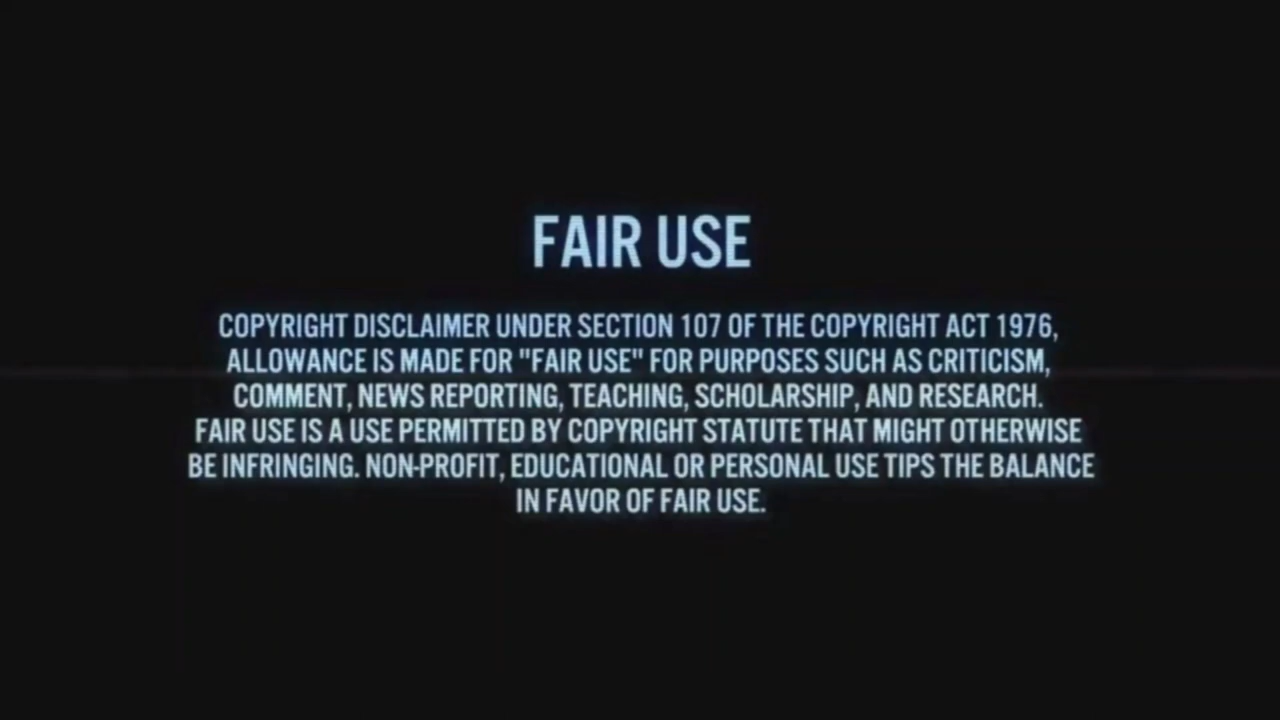 FAIR USE
COPYRIGHT DISCLAIMER UNDER SECTION 107 OF THE COPYRIGHT ACT 1976,
ALLOWANCE IS MADE FOR "FAIR USE" FOR PURPOSES SUCH AS CRITICISM,
COMMENT, NEWS REPORTING, TEACHING, SCHOLARSHIP, AND RESEARCH.
FAIR USE IS A USE PERMITTED BY COPYRIGHT STATUTE THAT MIGHT OTHERWISE
BE INFRINGING. NON-PROFIT, EDUCATIONAL OR PERSONAL USE TIPS THE BALANCE
IN FAVOR OF FAIR USE.